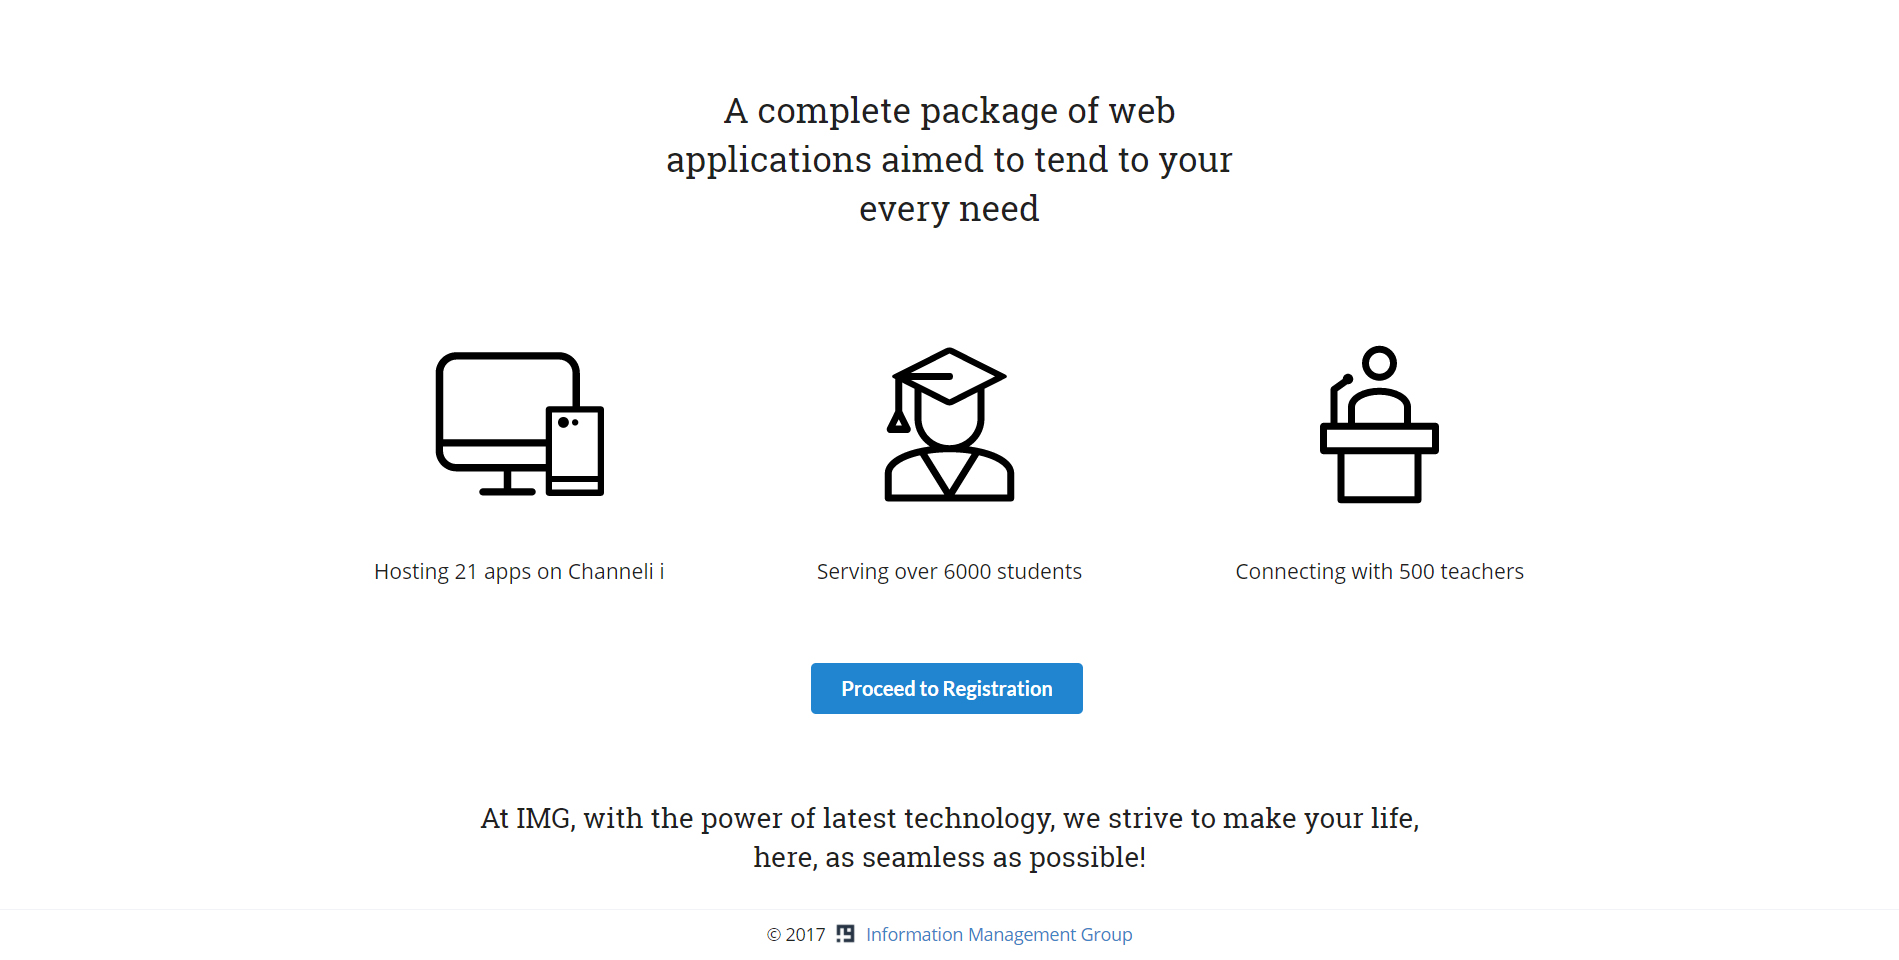 A complete package of web
applications aimed to tend to your
every need
Hosting 21 apps on Channeli i
Serving over 6000 students
Connecting with 500 teachers
Proceed to Registration
At IMG, with the power of latest technology, we strive to make your life,
here, as seamless as possible!
© 2017 Information Management Group